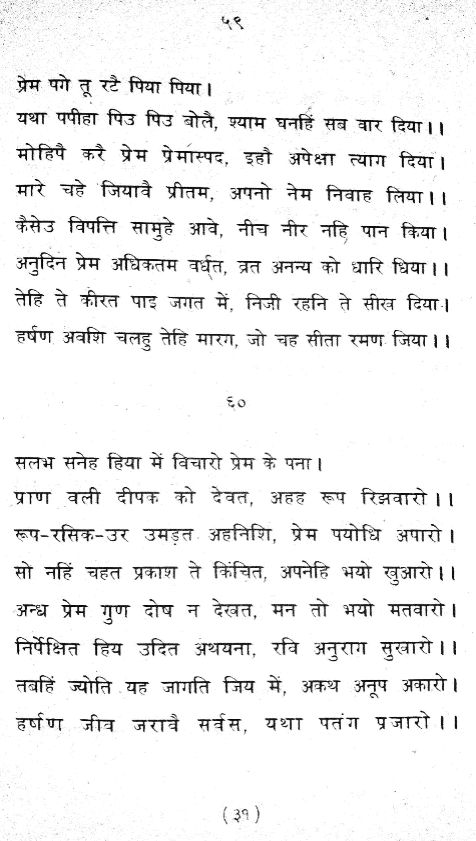 ५९
प्रेम पगे तू रटै पिया पिया।
यथा पपीहा पिउ पिउ बोलै, श्याम घनहिं सब वार दिया।।
मोहिपै करै प्रेम प्रेमास्पद, इहौ अपेक्षा त्याग दिया।
मारे चहे जियावै प्रीतम, अपनो नेम निवाह लिया।।
कैसेउ विपत्ति सामुहे आवे, नीच नीर नहि पान किया।
अनुदिन प्रेम अधिकतम वर्धत, व्रत अनन्य को धारि धिया।।
तेहि ते कीरत पाइ जगत में, निजी रहनि ते सीख दिया।
हर्षण अवशि चलहु तेहि मारग, जो चह सीता रमण जिया।।
६०
सलभ सनेह हिया में विचारो प्रेम के पना।
प्राण वली दीपक को देवत, अहह रूप रिझवारो।।
रूप-रसिक-उर उमड़त अहनिशि, प्रेम पयोधि अपारो।
सो नहिं चहत प्रकाश ते किंचित, अपनेहि भयो खुआरो।।
अन्ध प्रेम गुण दोष न देखत, मन तो भयो मतवारो।
निर्पेक्षित हिय उदित अथयना, रवि अनुराग सुखारो।।
तबहिं ज्योति यह जागति जिय में, अकथ अनूप अकारो।
हर्षण जीव जरावै सर्वस, यथा पतंग प्रजारो।।
(३१)